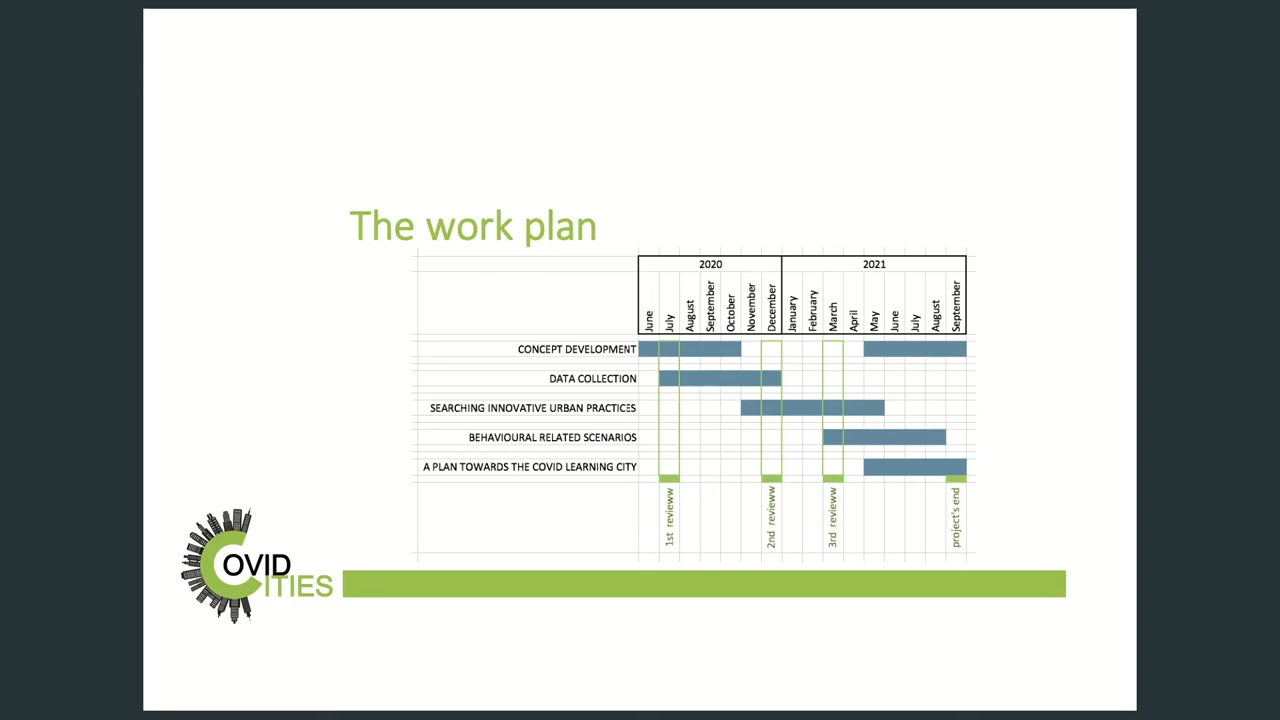 The work plan
2020 2021
June July August September October November December January February March April May June July August September
CONCEPT DEVELOPMENT
DATA COLLECTION
SEARCHING INNOVATIVE URBAN PRACTICES
BEHAVIOURAL RELATED SCENARIOS
A PLAN TOWARDS THE COVID LEARNING CITY
1st revieww 2nd revieww 3rd revieww project's end
COVID
CITIES